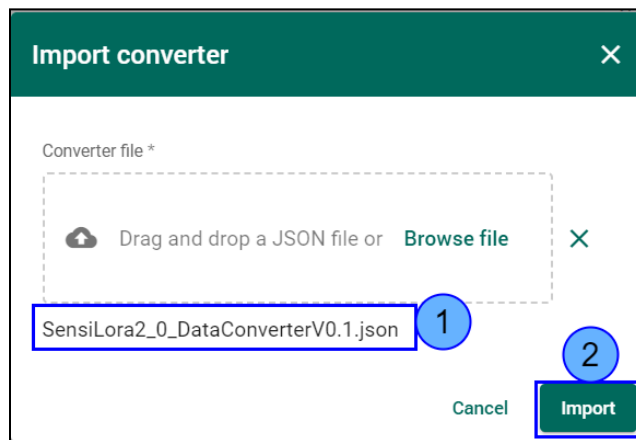 Import converter
Converter file *
Drag and drop a JSON file or Browse file
SensiLora2_0_DataConverterV0.1.json
1
2
Cancel Import